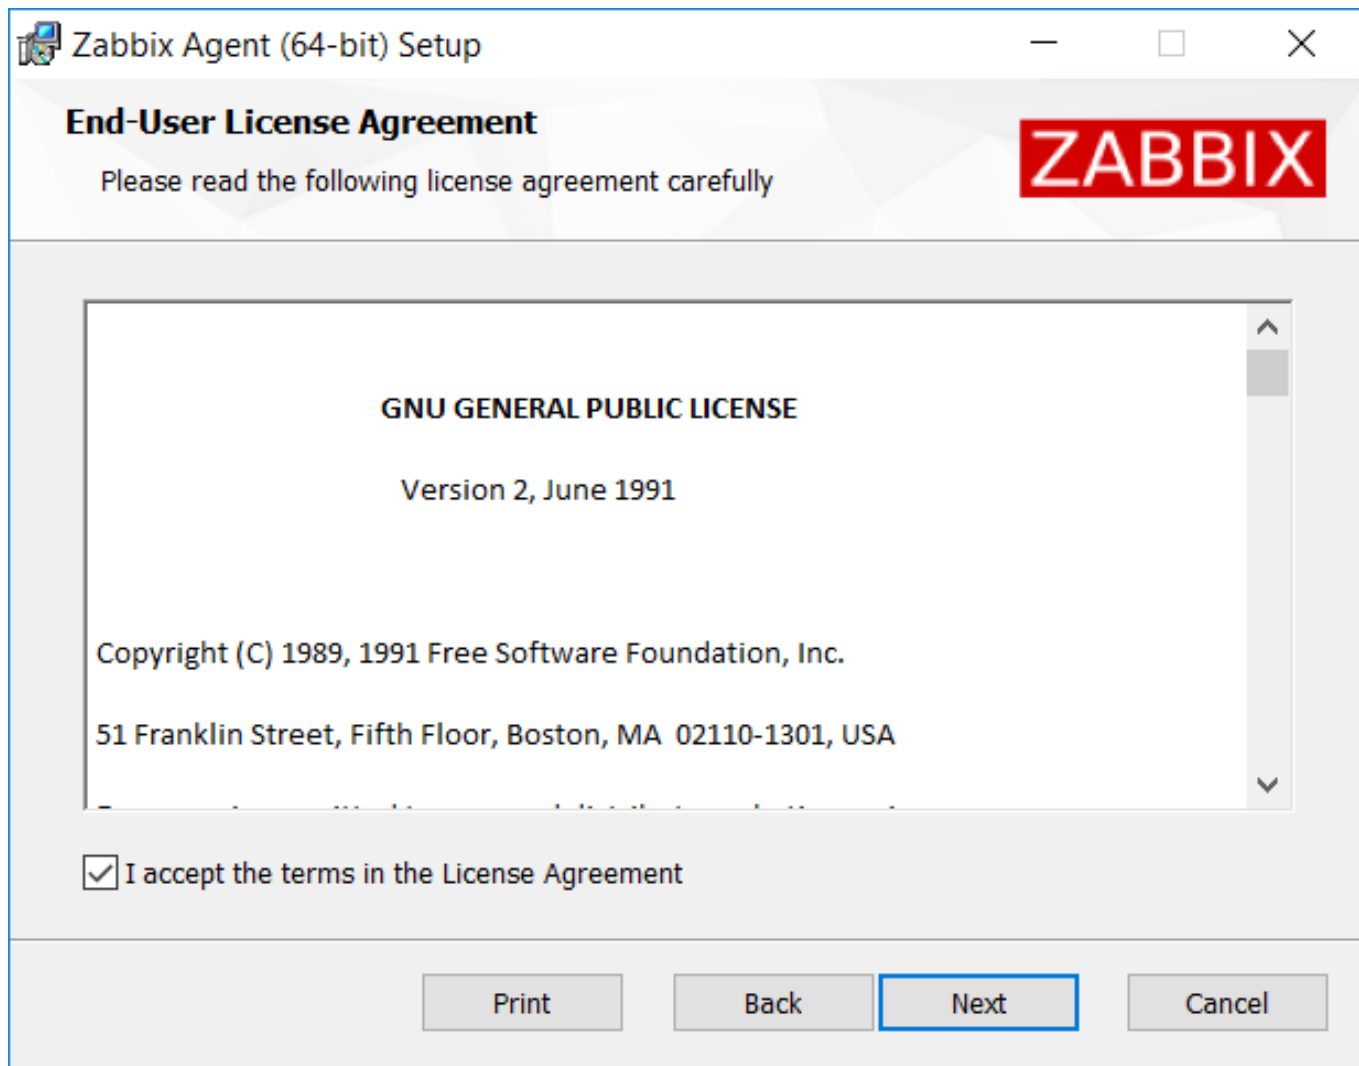 Zabbix Agent (64-bit) Setup
End-User License Agreement
Please read the following license agreement carefully
ZABBIX
GNU GENERAL PUBLIC LICENSE
Version 2, June 1991
Copyright (C) 1989, 1991 Free Software Foundation, Inc.
51 Franklin Street, Fifth Floor, Boston, MA  02110-1301, USA
I accept the terms in the License Agreement
Print
Back
Next
Cancel